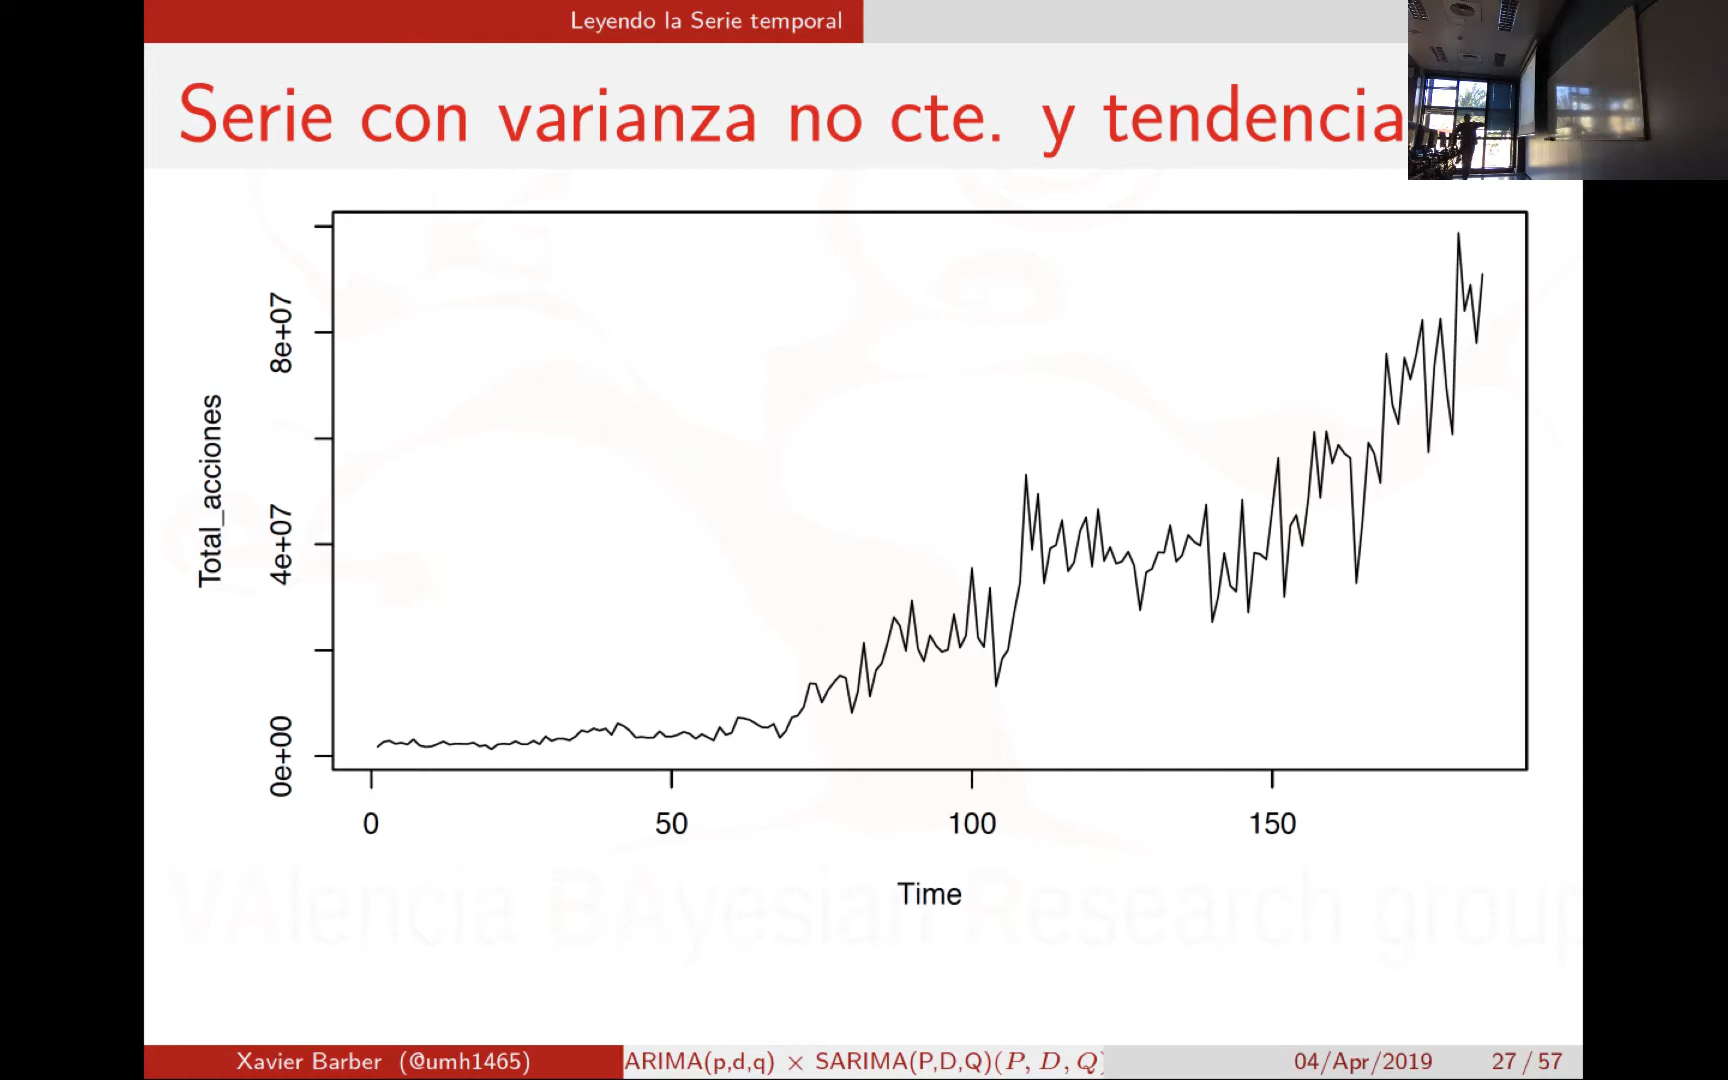 Leyendo la Serie temporal
Serie con varianza no cte. y tendencia
Total_acciones
8e+07
4e+07
0e+00
0 50 100 150
Time
VAlencia BAyesian Research group
Xavier Barber (@umh1465) ARIMA(p,d,q) × SARIMA(P,D,Q)(P, D, Q) 04/Apr/2019 27 / 57